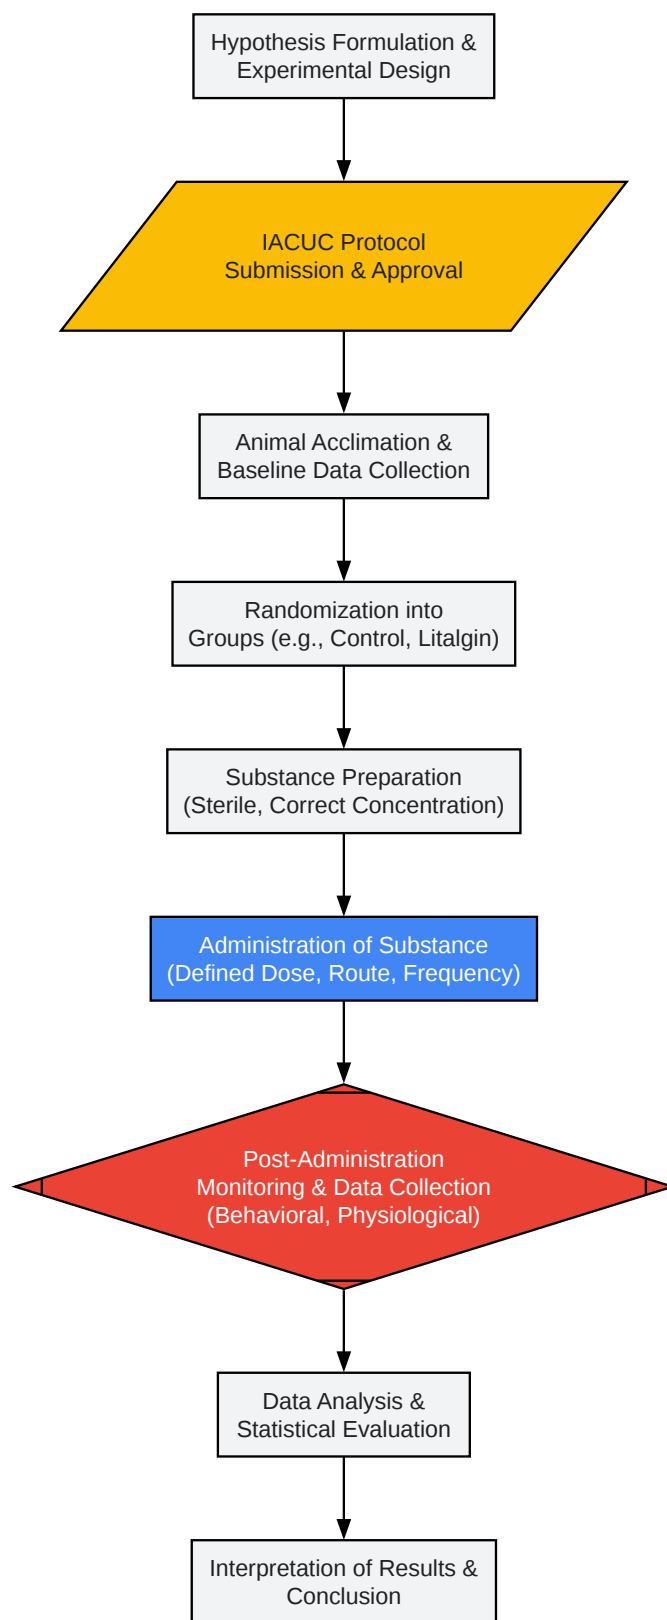 Hypothesis Formulation &
Experimental Design
IACUC Protocol
Submission & Approval
Animal Acclimation &
Baseline Data Collection
Randomization into
Groups (e.g., Control, Litalgin)
Substance Preparation
(Sterile, Correct Concentration)
Administration of Substance
(Defined Dose, Route, Frequency)
Post-Administration
Monitoring & Data Collection
(Behavioral, Physiological)
Data Analysis &
Statistical Evaluation
Interpretation of Results &
Conclusion